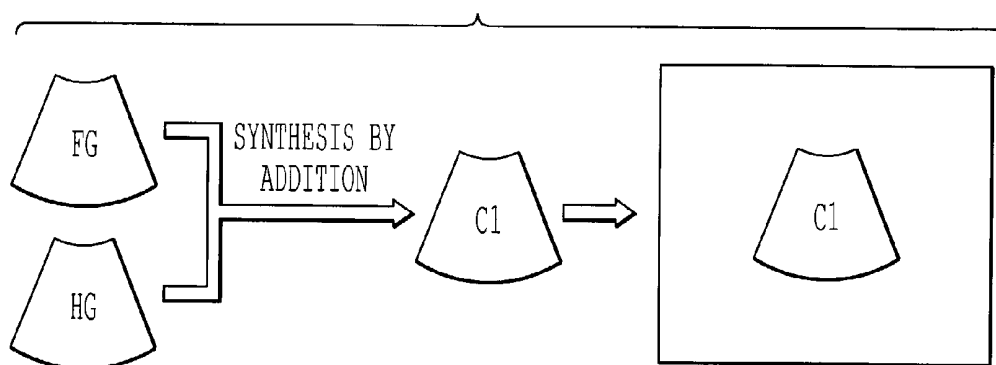 FG
SYNTHESIS BY
ADDITION
C1
C1
HG